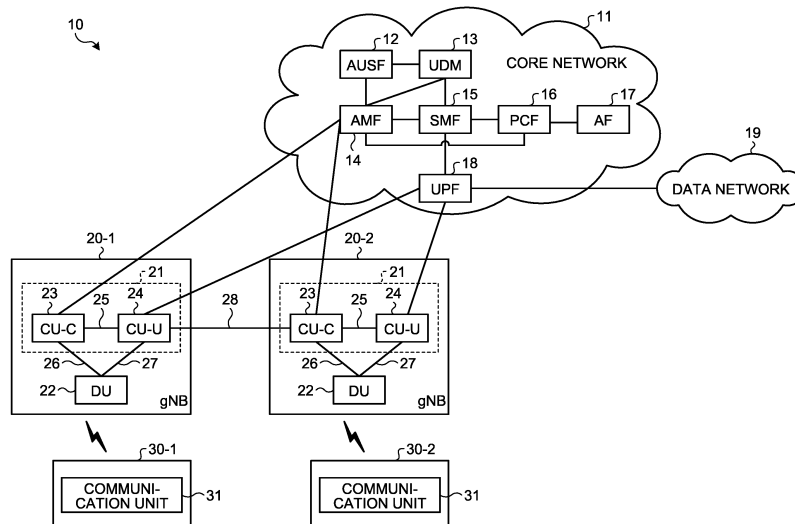 10
11
12
13
AUSF
UDM
CORE NETWORK
15
16
17
AMF
SMF
PCF
AF
14
18
19
UPF
DATA NETWORK
20-1
20-2
21
21
23
25
24
28
23
25
24
CU-C
CU-U
CU-C
CU-U
26
27
26
27
22
DU
gNB
22
DU
gNB
30-1
30-2
COMMUNI-
CATION UNIT
31
COMMUNI-
CATION UNIT
31